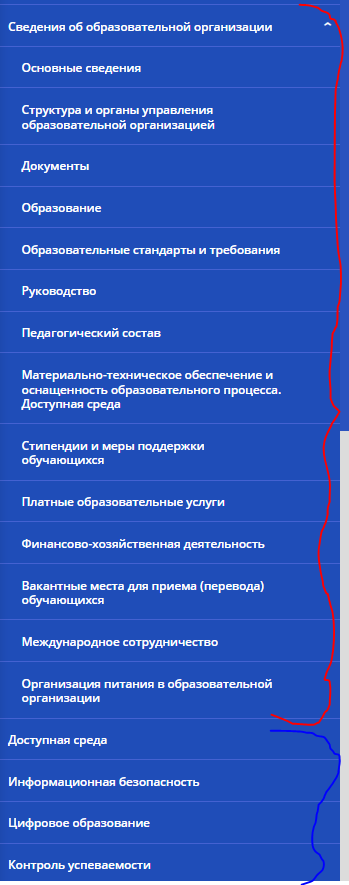 Сведения об образовательной организации
Основные сведения
Структура и органы управления
образовательной организацией
Документы
Образование
Образовательные стандарты и требования
Руководство
Педагогический состав
Материально-техническое обеспечение и
оснащенность образовательного процесса.
Доступная среда
Стипендии и меры поддержки
обучающихся
Платные образовательные услуги
Финансово-хозяйственная деятельность
Вакантные места для приема (перевода)
обучающихся
Международное сотрудничество
Организация питания в образовательной
организации
Доступная среда
Информационная безопасность
Цифровое образование
Контроль успеваемости